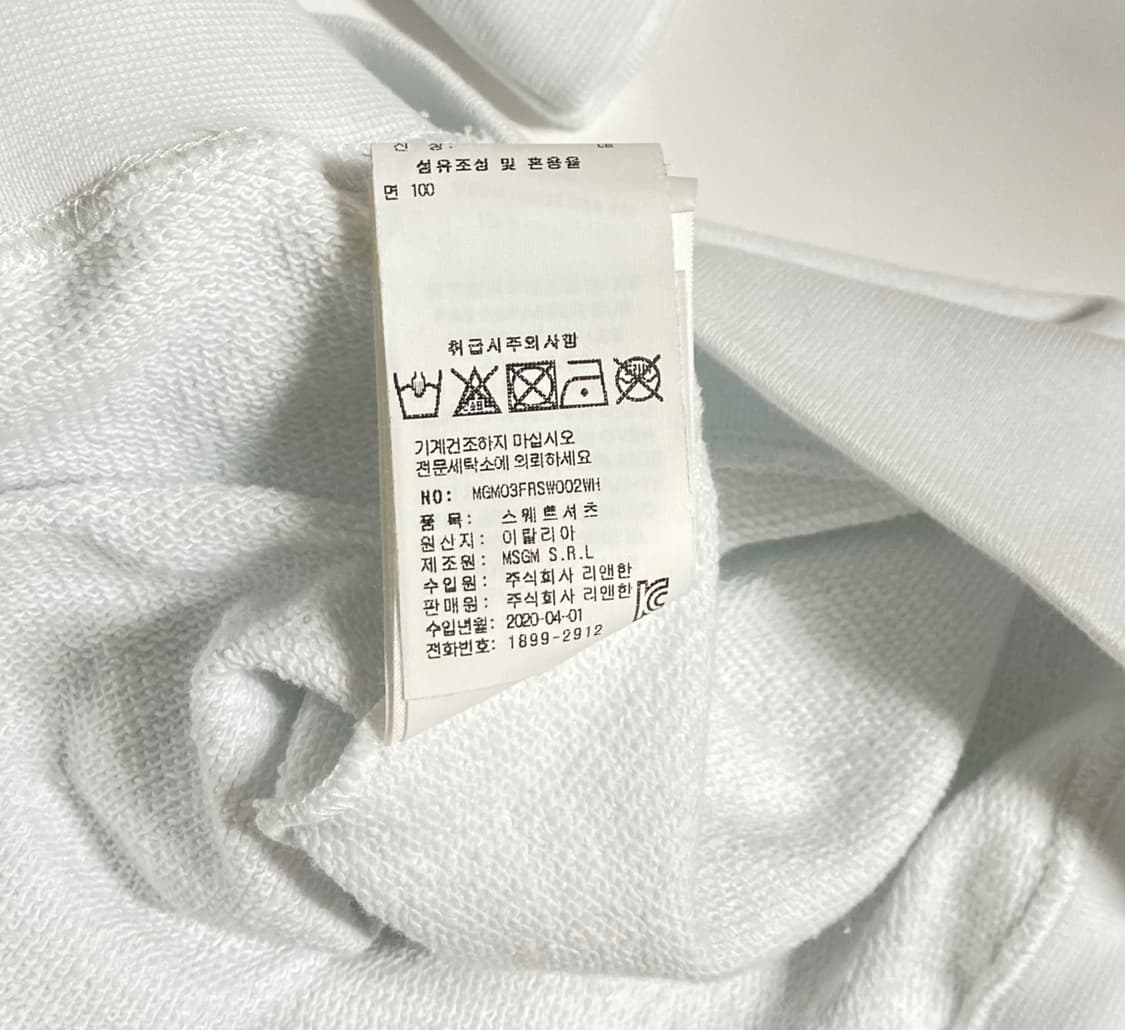 신 장: cm
섬유조성 및 혼용율
면 100
취급시주의사항
기계건조하지 마십시오
전문세탁소에 의뢰하세요
NO: MGM03FRSW002WH
품 목: 스웨트셔츠
원산지: 이탈리아
제조원: MSGM S.R.L
수입원: 주식회사 리앤한
판매원: 주식회사 리앤한
수입년월: 2020-04-01
전화번호: 1899-2912